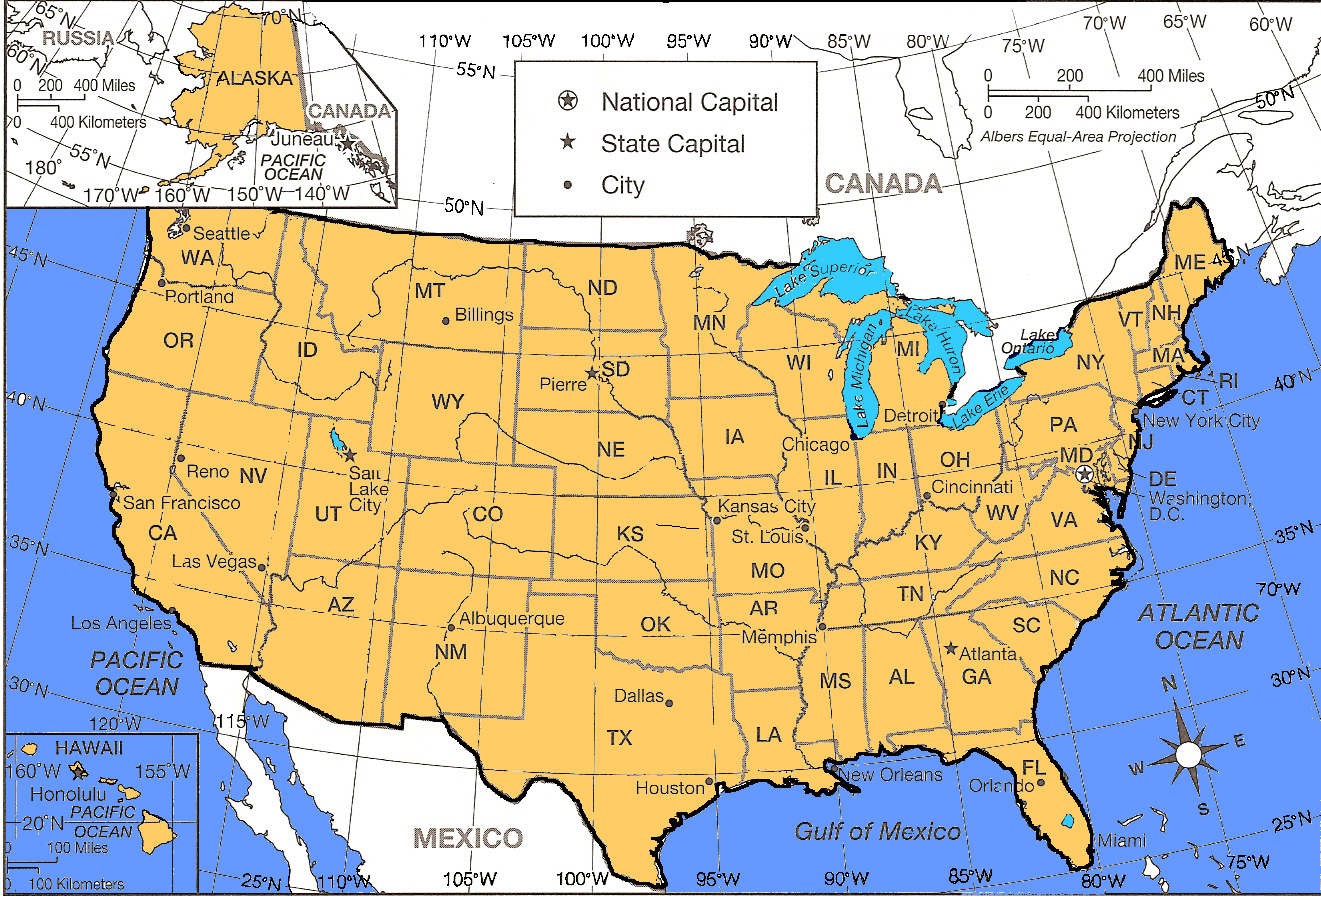 65°N
70°N
RUSSIA
60°N
ALASKA
0 200 400 Miles
0 400 Kilometers
CANADA
Juneau
PACIFIC
OCEAN
55°N
180°
170°W 160°W 150°W 140°W
110°W 105°W 100°W 95°W 90°W 85°W 80°W 75°W 70°W 65°W 60°W
55°N
50°N
National Capital
State Capital
City
0 200 400 Miles
0 200 400 Kilometers
Albers Equal-Area Projection
50°N
CANADA
45°N
40°N
35°N
30°N
Seattle
WA
Portland
OR
ID
MT
Billings
ND
MN
SD
Pierre
WY
NE
IA
WI
Lake Superior
Lake Michigan
MI
Lake Huron
Detroit
Lake Erie
Lake
Ontario
NY
VT
NH
ME
45°N
MA
RI
CT
40°N
New York City
NJ
PA
MD
DE
Washington
D.C.
Reno
NV
San Francisco
CA
Las Vegas
Los Angeles
Salt
Lake
City
UT
CO
KS
Kansas City
St. Louis
MO
Chicago
IL
IN
OH
Cincinnati
WV
VA
KY
TN
NC
SC
35°N
70°W
AZ
Albuquerque
NM
OK
AR
Memphis
MS
AL
Atlanta
GA
Dallas
TX
LA
Houston
New Orleans
FL
Orlando
Miami
ATLANTIC
OCEAN
30°N
N
E
W
S
25°N
75°W
PACIFIC
OCEAN
120°W
115°W
HAWAII
160°W 155°W
Honolulu
PACIFIC
OCEAN
20°N
0 100 Miles
0 100 Kilometers
MEXICO
Gulf of Mexico
25°N 110°W 105°W 100°W 95°W 90°W 85°W 80°W